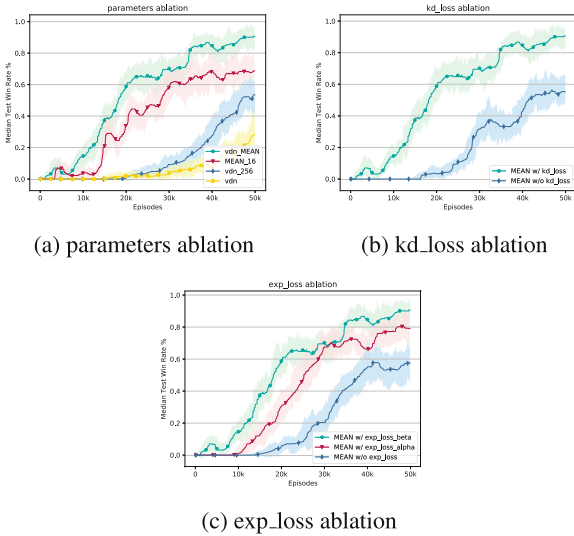 parameters ablation
Median Test Win Rate %
1.0
0.8
0.6
0.4
0.2
0.0
0
10k
20k
30k
40k
50k
Episodes
vdn_MEAN
MEAN_16
vdn_256
vdn
(a) parameters ablation
kd_loss ablation
Median Test Win Rate %
1.0
0.8
0.6
0.4
0.2
0.0
0
10k
20k
30k
40k
50k
Episodes
MEAN w/ kd_loss
MEAN w/o kd_loss
(b) kd_loss ablation
exp_loss ablation
Median Test Win Rate %
1.0
0.8
0.6
0.4
0.2
0.0
0
10k
20k
30k
40k
50k
Episodes
MEAN w/ exp_loss_beta
MEAN w/ exp_loss_alpha
MEAN w/o exp_loss
(c) exp_loss ablation